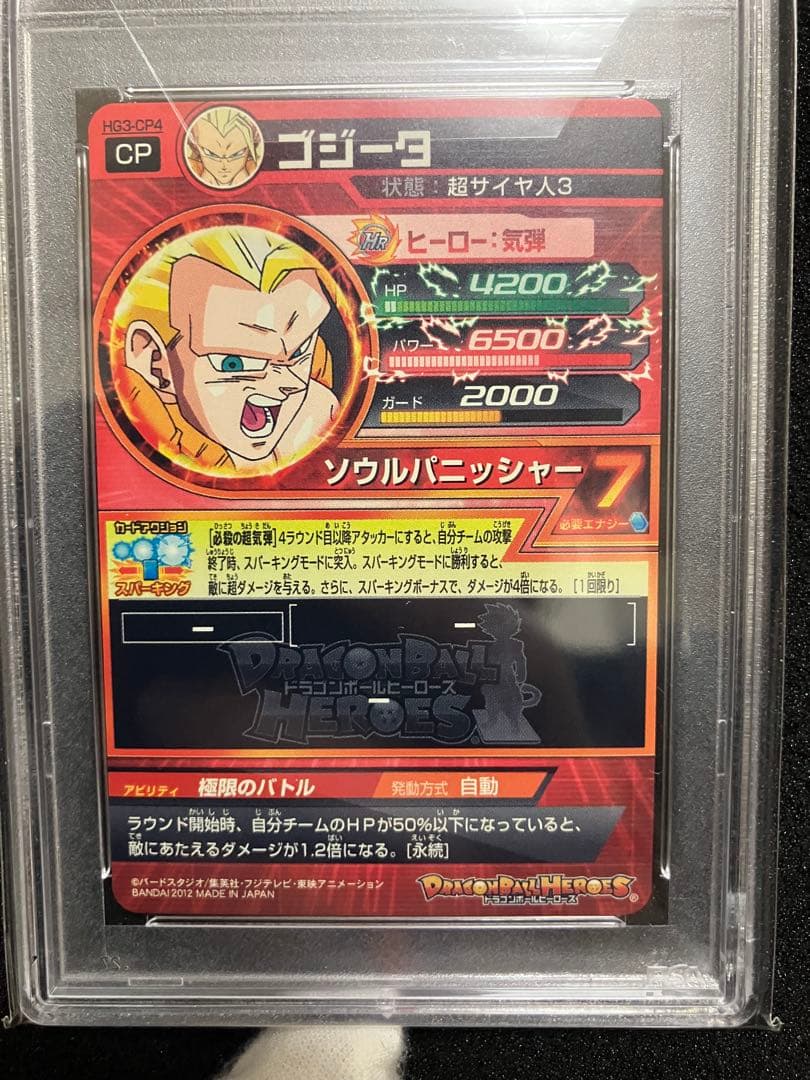 HG3-CP4
CP
ゴジータ
状態：超サイヤ人3
HR ヒーロー：気弾
HP 4200
パワー 6500
ガード 2000
ソウルパニッシャー 7
必要エナジー
カードアクション
スパーキング
[必殺の超気弾]4ラウンド目以降アタッカーにすると、自分チームの攻撃
終了時、スパーキングモードに突入。スパーキングモードに勝利すると、
敵に超ダメージを与える。さらに、スパーキングボーナスで、ダメージが4倍になる。［1回限り］
ー
ー
ー
DRAGONBALL
ドラゴンボールヒーローズ
HEROES
アビリティ 極限のバトル 発動方式 自動
ラウンド開始時、自分チームのHPが50%以下になっていると、
敵にあたえるダメージが1.2倍になる。[永続]
©バードスタジオ/集英社・フジテレビ・東映アニメーション
BANDAI 2012 MADE IN JAPAN
DRAGONBALL HEROES®
ドラゴンボールヒーローズ